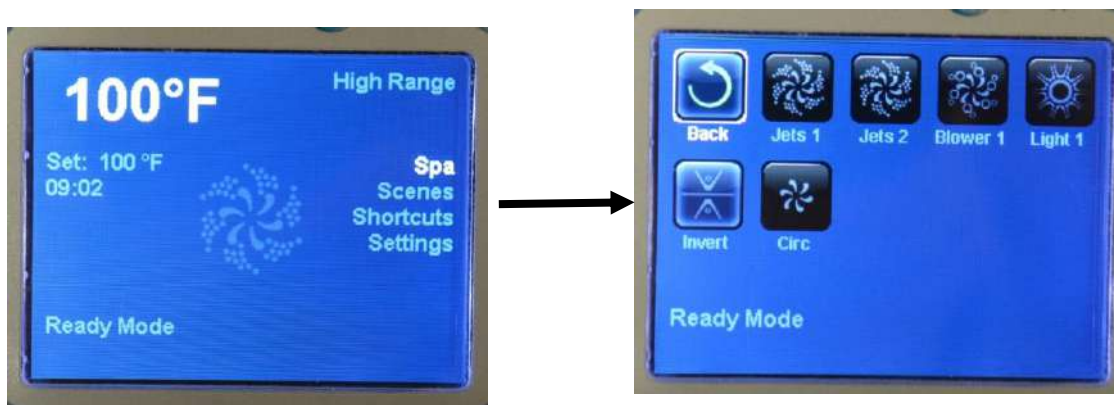 100°F
High Range
Set: 100 °F
09:02
Spa
Scenes
Shortcuts
Settings
Ready Mode
Back Jets 1 Jets 2 Blower 1 Light 1
Invert Circ
Ready Mode